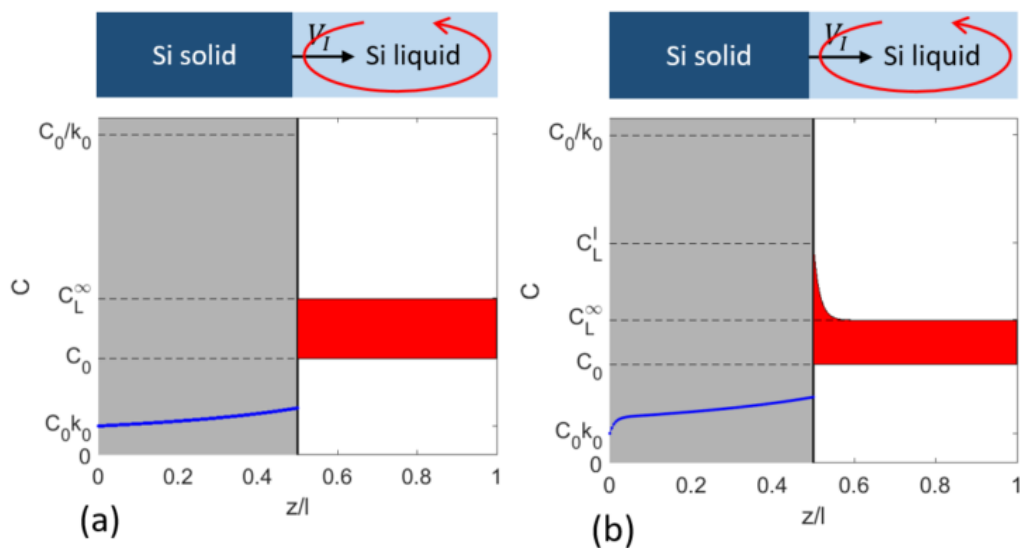 Si solid
V_I
Si liquid
C_0/k_0
C_L^∞
C_0
C_0k_0
0
C
0 0.2 0.4 0.6 0.8 1
z/l
(a)
Si solid
V_I
Si liquid
C_0/k_0
C_L^I
C_L^∞
C_0
C_0k_0
0
C
0 0.2 0.4 0.6 0.8 1
z/l
(b)